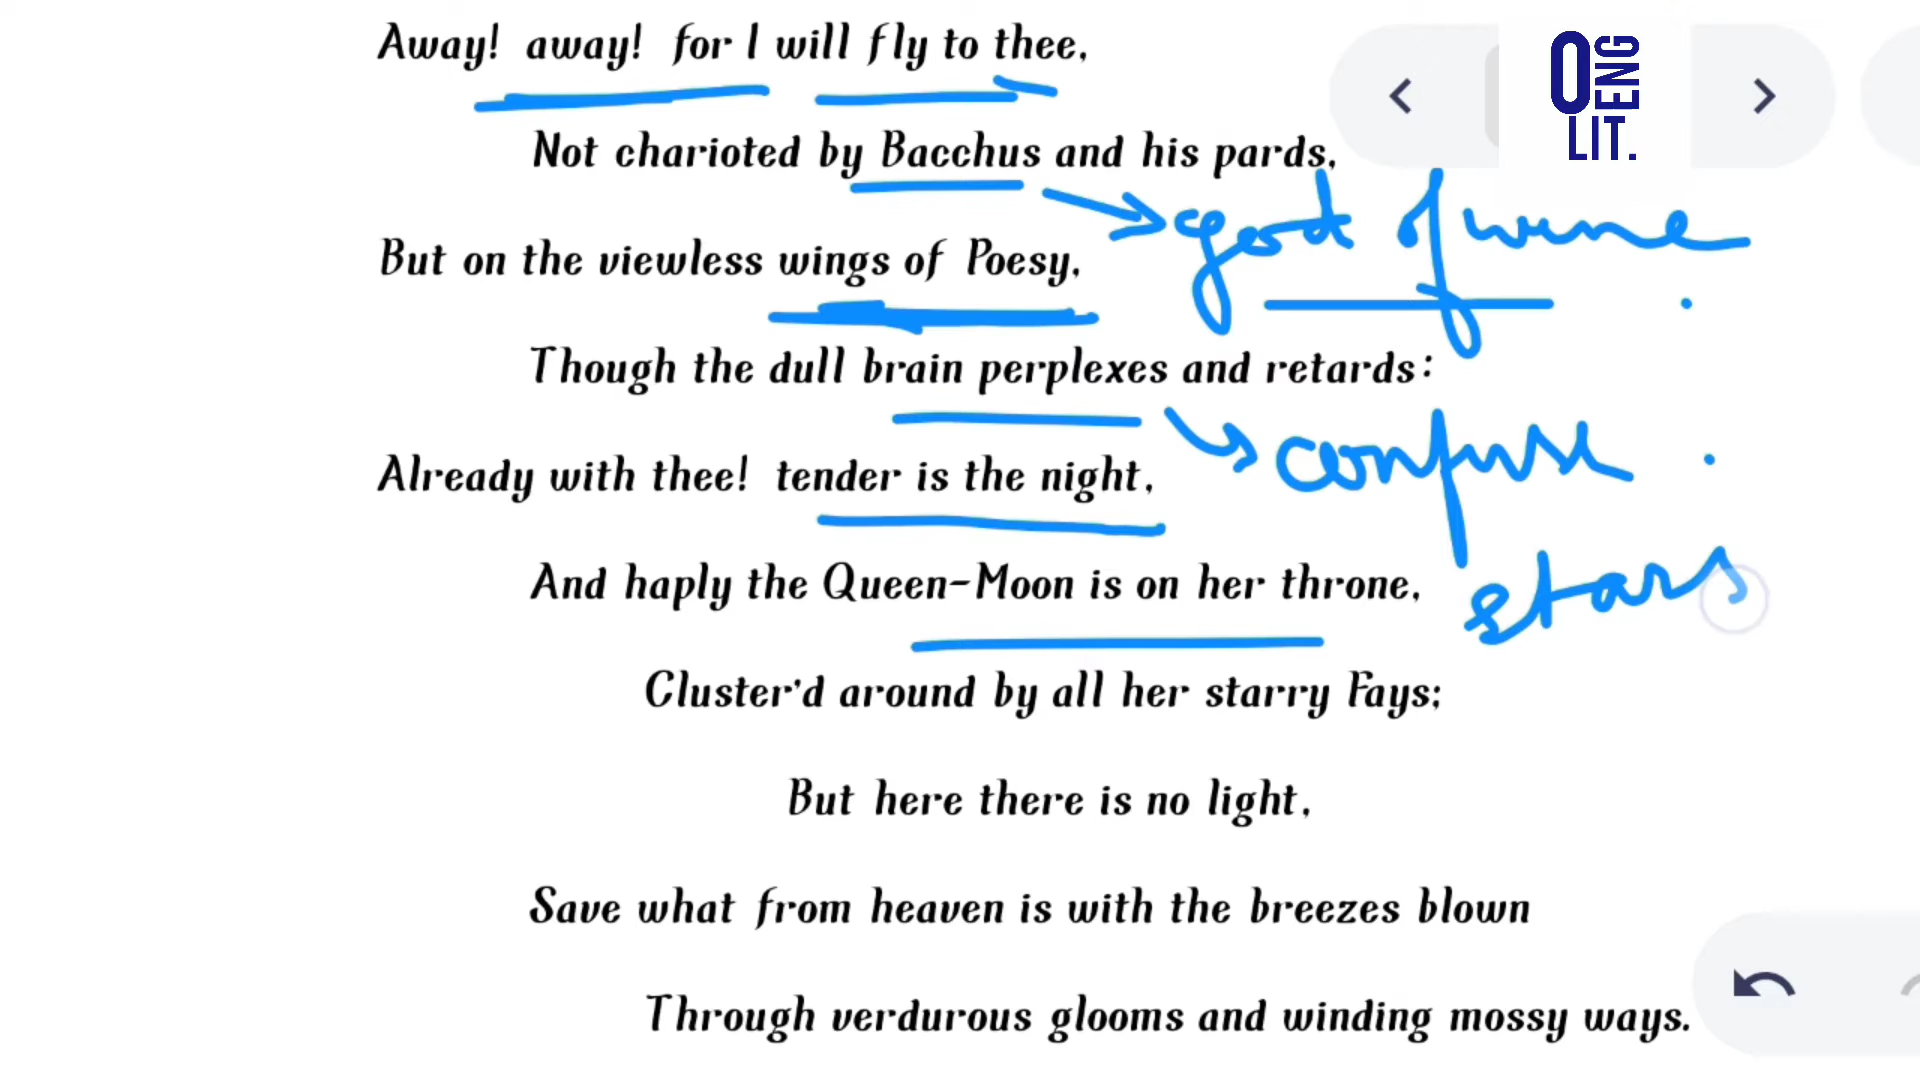 Away! away! for I will fly to thee,
Not charioted by Bacchus and his pards,
god of wine.
But on the viewless wings of Poesy,
Though the dull brain perplexes and retards:
confuse.
Already with thee! tender is the night,
And haply the Queen-Moon is on her throne,
stars
Cluster'd around by all her starry Fays;
But here there is no light,
Save what from heaven is with the breezes blown
Through verdurous glooms and winding mossy ways.
O ENG
LIT.